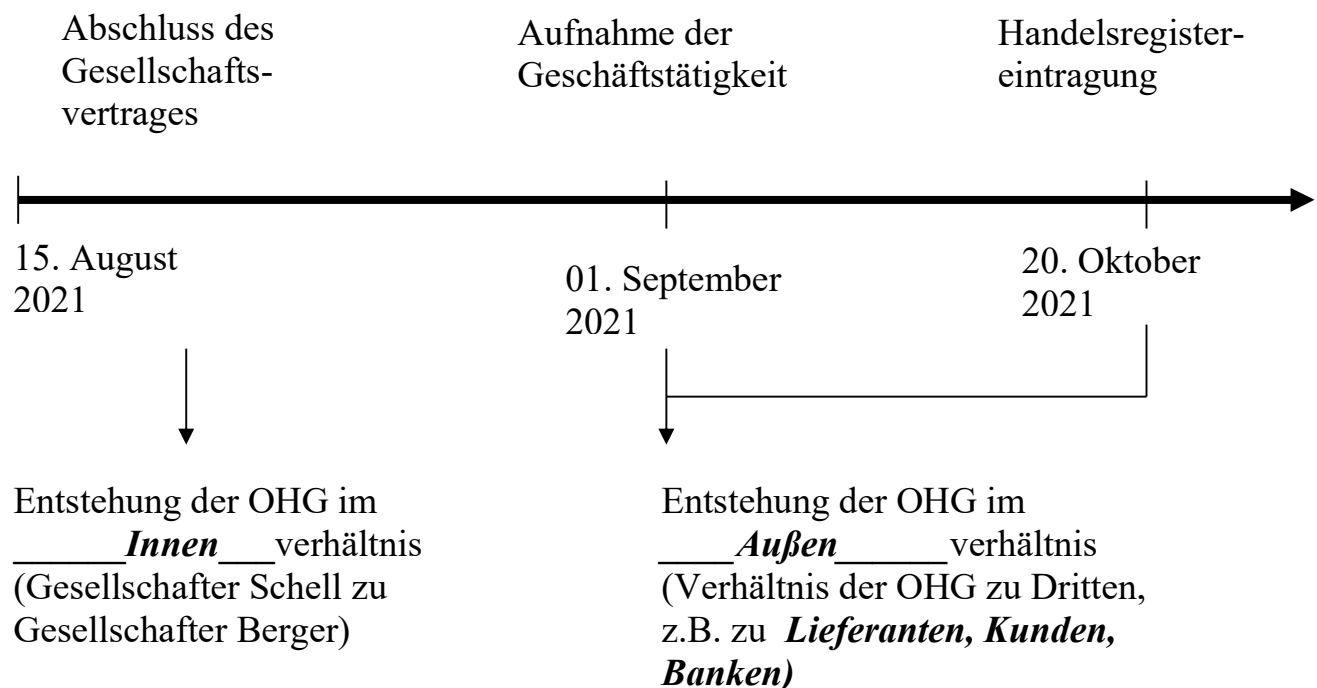 Abschluss des
Gesellschafts-
vertrages
Aufnahme der
Geschäftstätigkeit
Handelsregister-
eintragung
15. August
2021
01. September
2021
20. Oktober
2021
Entstehung der OHG im
______Innen___verhältnis
(Gesellschafter Schell zu
Gesellschafter Berger)
Entstehung der OHG im
____Außen______verhältnis
(Verhältnis der OHG zu Dritten,
z.B. zu Lieferanten, Kunden,
Banken)